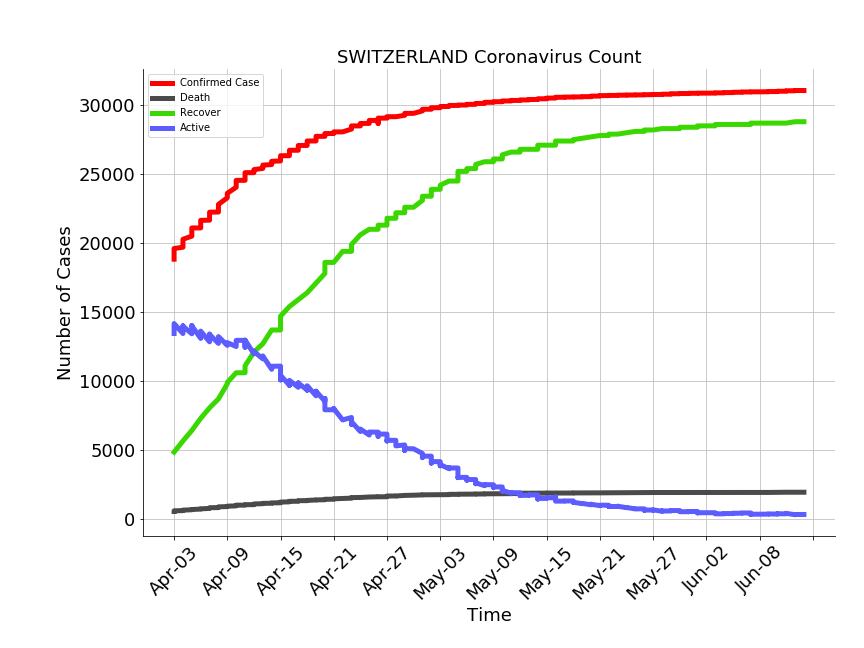 SWITZERLAND Coronavirus Count
Confirmed Case
Death
Recover
Active
Number of Cases
30000
25000
20000
15000
10000
5000
0
Apr-03 Apr-09 Apr-15 Apr-21 Apr-27 May-03 May-09 May-15 May-21 May-27 Jun-02 Jun-08
Time